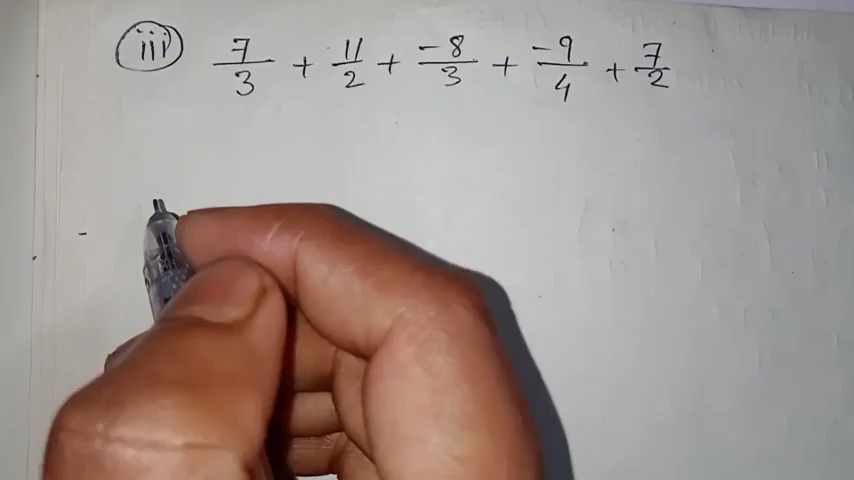 iii) 7/3 + 11/2 + -8/3 + -9/4 + 7/2